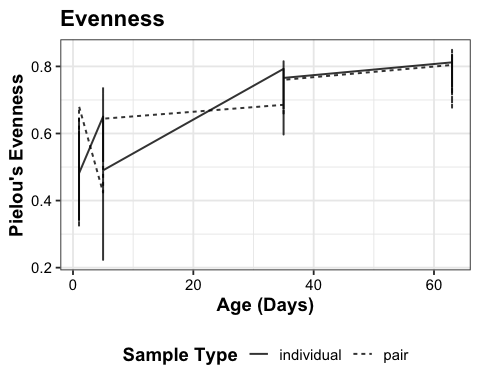 Evenness
Pielou's Evenness
0.8
0.6
0.4
0.2
0 20 40 60
Age (Days)
Sample Type individual pair